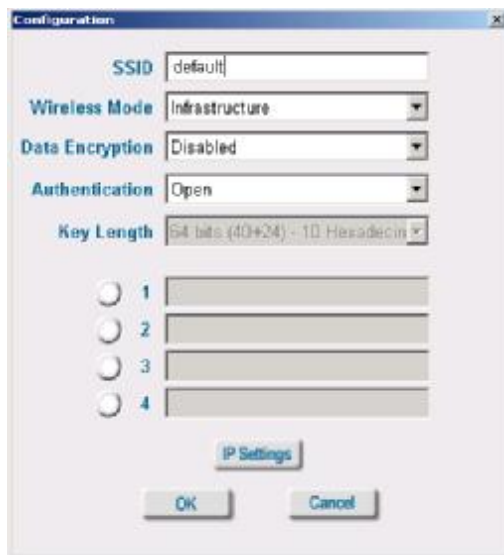 Configuration
SSID default
Wireless Mode Infrastructure
Data Encryption Disabled
Authentication Open
Key Length 64 bits (40+24) - 10 Hexadecin
1
2
3
4
IP Settings
OK Cancel